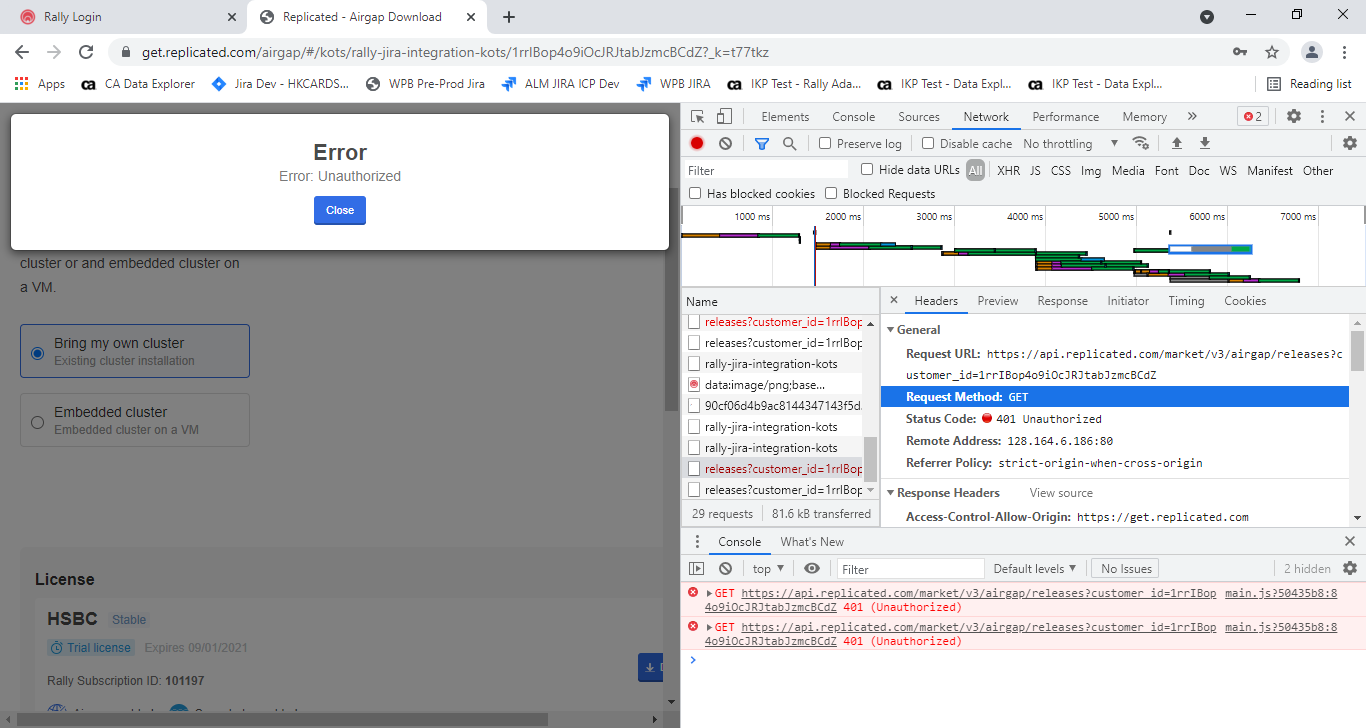 Rally Login
Replicated - Airgap Download
get.replicated.com/airgap/#/kots/rally-jira-integration-kots/1rrIBop4o9iOcJRJtabJzmcBCdZ?_k=t77tkz
Apps
CA Data Explorer
Jira Dev - HKCARDS...
WPB Pre-Prod Jira
ALM JIRA ICP Dev
WPB JIRA
IKP Test - Rally Ada...
IKP Test - Data Expl...
IKP Test - Data Expl...
Reading list
Error
Error: Unauthorized
Close
cluster or and embedded cluster on
a VM.
Bring my own cluster
Existing cluster installation
Embedded cluster
Embedded cluster on a VM
License
HSBC Stable
Trial license Expires 09/01/2021
Rally Subscription ID: 101197
Elements Console Sources Network Performance Memory 2
Preserve log Disable cache No throttling
Filter Hide data URLs All XHR JS CSS Img Media Font Doc WS Manifest Other
Has blocked cookies Blocked Requests
1000 ms 2000 ms 3000 ms 4000 ms 5000 ms 6000 ms 7000 ms
Name
releases?customer_id=1rrIBop
releases?customer_id=1rrIBop
rally-jira-integration-kots
data:image/png;base...
90cf06d4b9ac8144347143f5d
rally-jira-integration-kots
rally-jira-integration-kots
releases?customer_id=1rrIBop
releases?customer_id=1rrIBop
29 requests 81.6 kB transferred
Headers Preview Response Initiator Timing Cookies
General
Request URL: https://api.replicated.com/market/v3/airgap/releases?c
ustomer_id=1rrIBop4o9iOcJRJtabJzmcBCdZ
Request Method: GET
Status Code: 401 Unauthorized
Remote Address: 128.164.6.186:80
Referrer Policy: strict-origin-when-cross-origin
Response Headers View source
Access-Control-Allow-Origin: https://get.replicated.com
Console What's New
top Filter Default levels No Issues 2 hidden
GET https://api.replicated.com/market/v3/airgap/releases?customer_id=1rrIBop main.js?50435b8:8
4o9iOcJRJtabJzmcBCdZ 401 (Unauthorized)
GET https://api.replicated.com/market/v3/airgap/releases?customer_id=1rrIBop main.js?50435b8:8
4o9iOcJRJtabJzmcBCdZ 401 (Unauthorized)